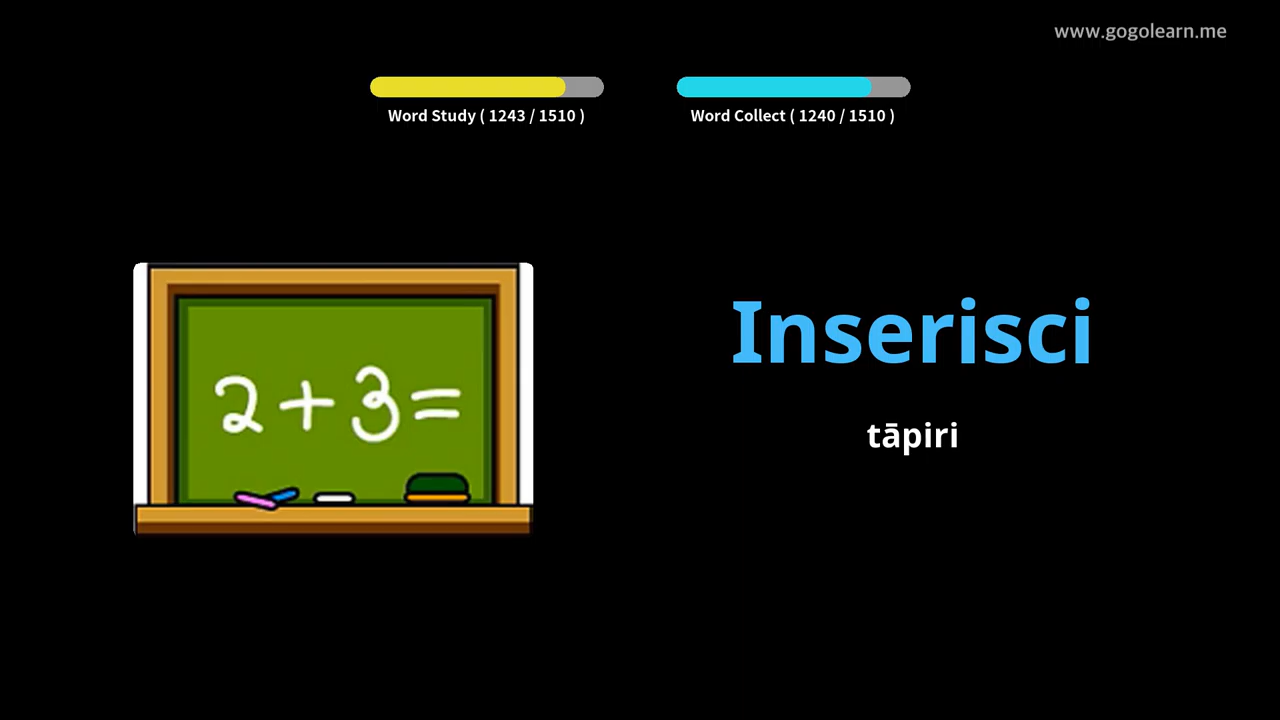 www.gogolearn.me
Word Study ( 1243 / 1510 )
Word Collect ( 1240 / 1510 )
2+3=
Inserisci
tāpiri